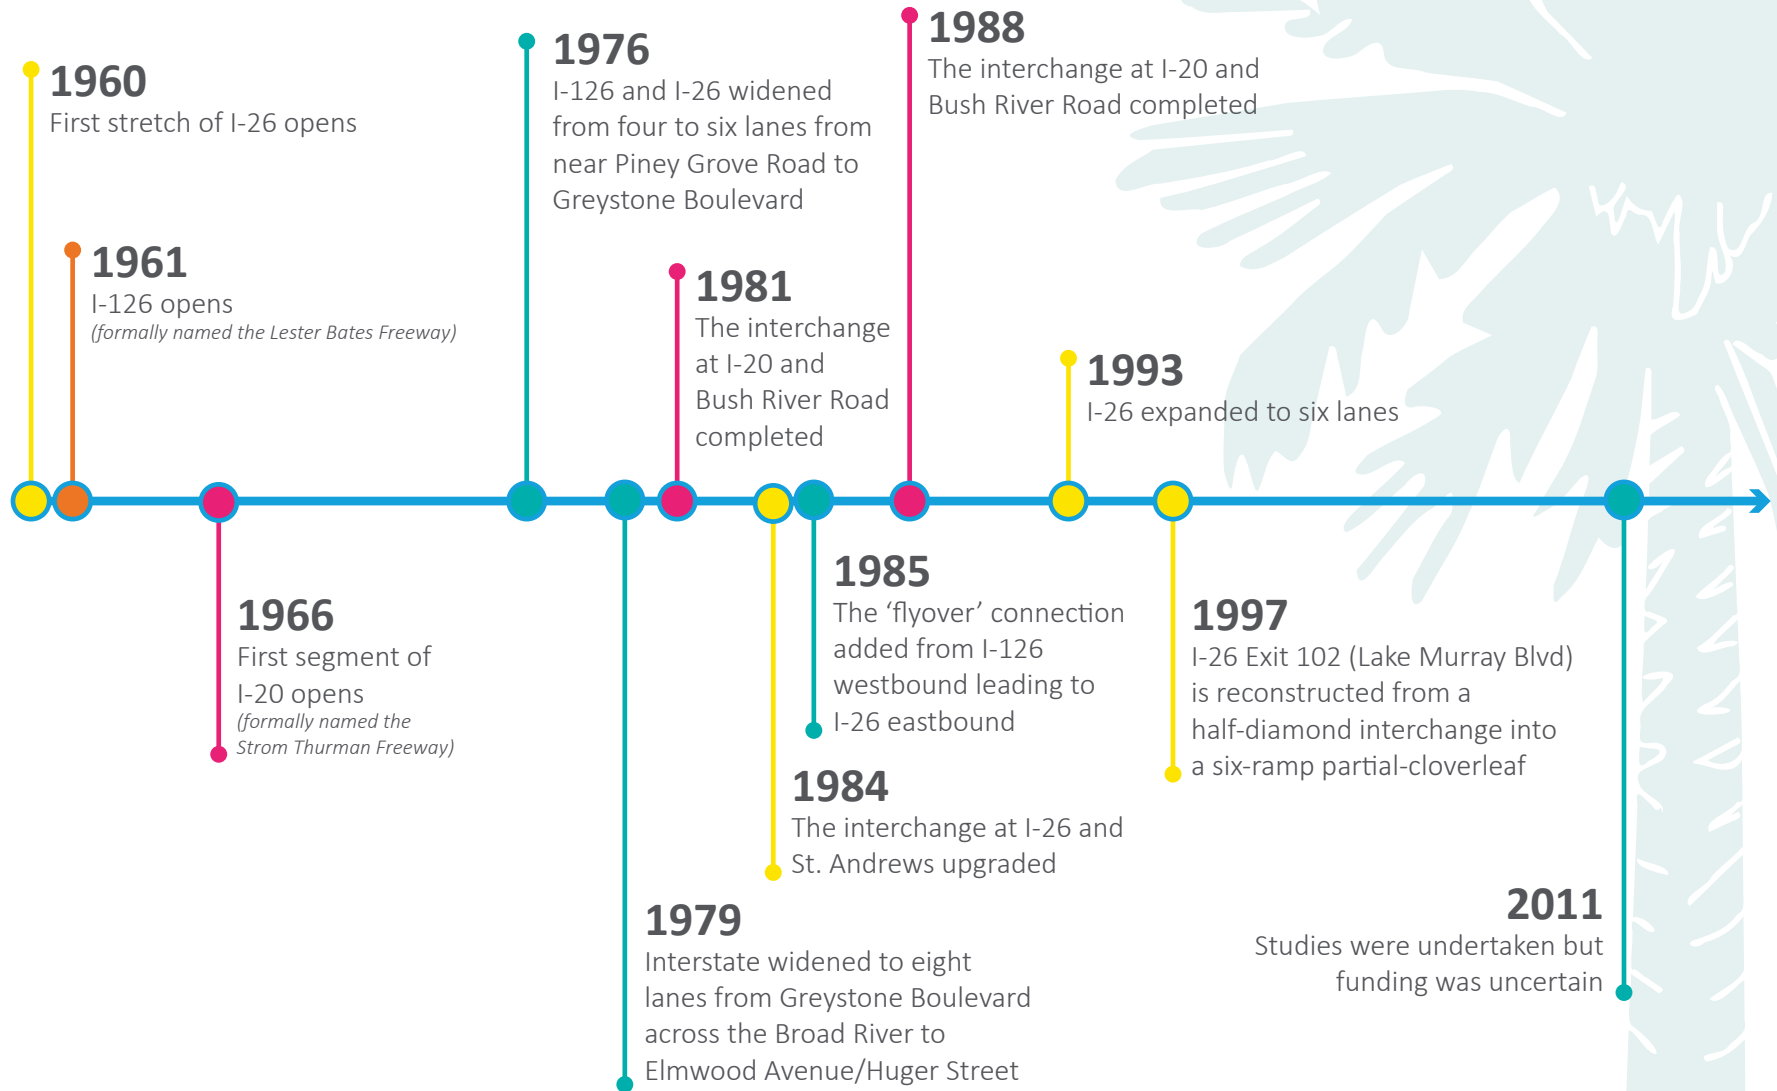 1960
First stretch of I-26 opens
1961
I-126 opens
(formally named the Lester Bates Freeway)
1966
First segment of
I-20 opens
(formally named the
Strom Thurman Freeway)
1976
I-126 and I-26 widened
from four to six lanes from
near Piney Grove Road to
Greystone Boulevard
1979
Interstate widened to eight
lanes from Greystone Boulevard
across the Broad River to
Elmwood Avenue/Huger Street
1981
The interchange
at I-20 and
Bush River Road
completed
1984
The interchange at I-26 and
St. Andrews upgraded
1985
The ‘flyover’ connection
added from I-126
westbound leading to
I-26 eastbound
1988
The interchange at I-20 and
Bush River Road completed
1993
I-26 expanded to six lanes
1997
I-26 Exit 102 (Lake Murray Blvd)
is reconstructed from a
half-diamond interchange into
a six-ramp partial-cloverleaf
2011
Studies were undertaken but
funding was uncertain